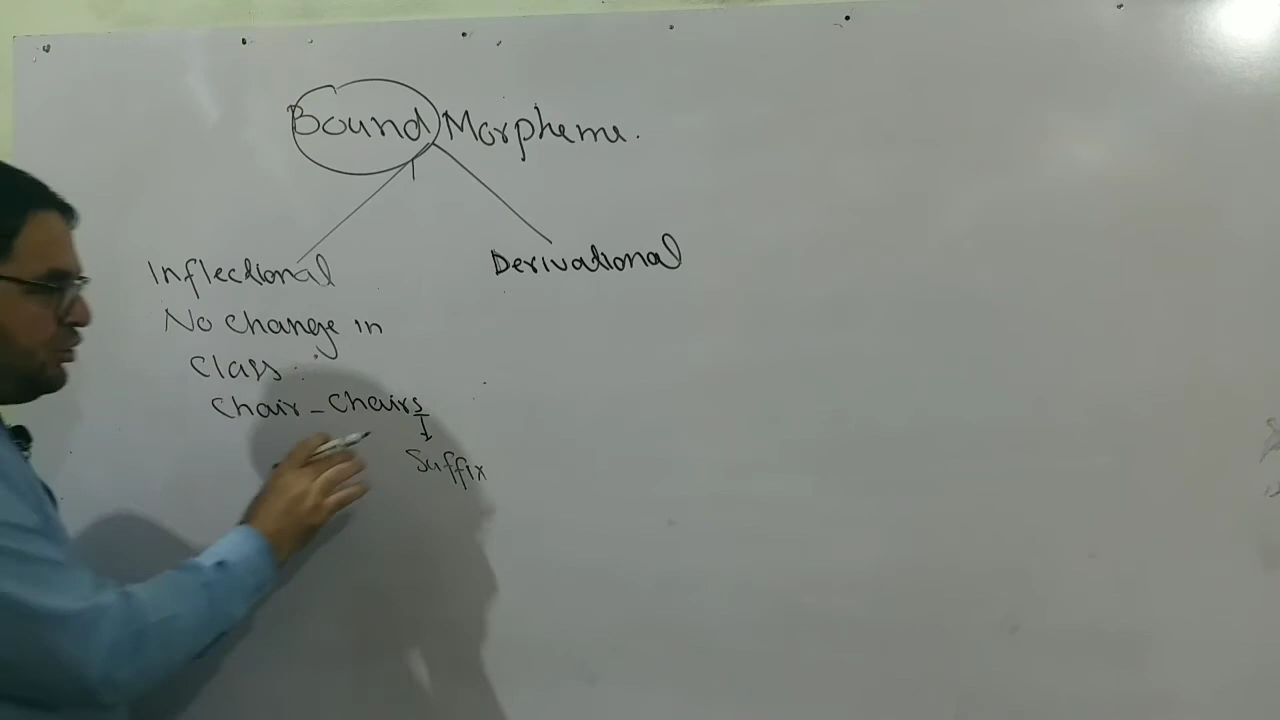 Bound Morpheme.
Inflectional
Derivational
No change in
Class.
Chair - Chairs
Suffix